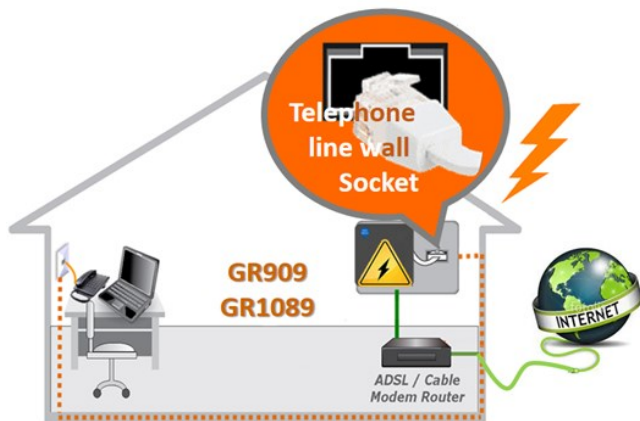 Telephone
line wall
Socket
GR909
GR1089
INTERNET
ADSL / Cable
Modem Router